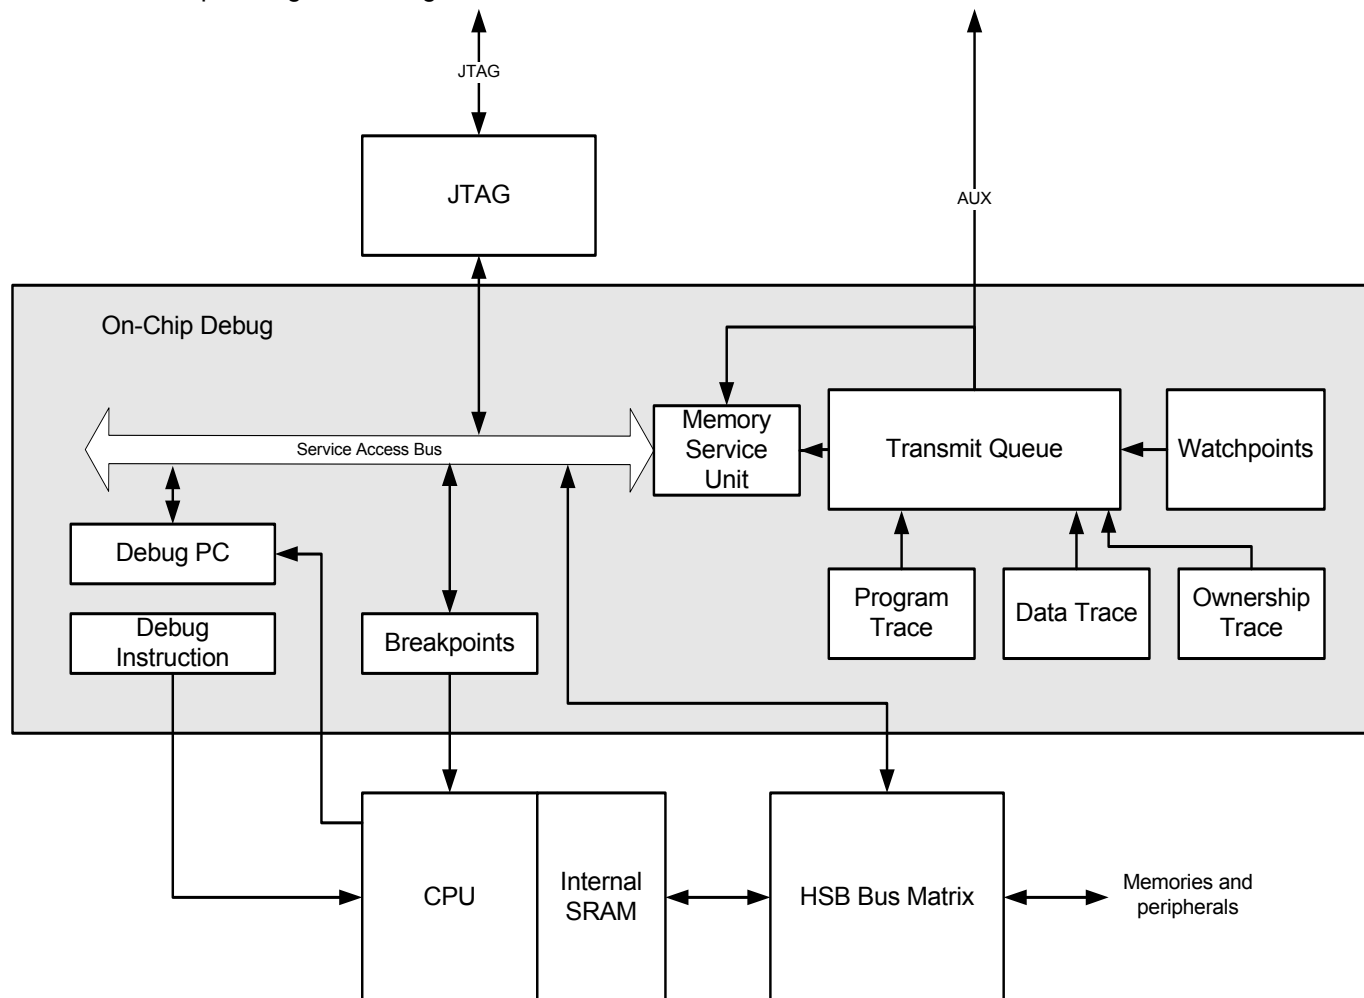 JTAG
JTAG
AUX
On-Chip Debug
Service Access Bus
Memory
Service
Unit
Transmit Queue
Watchpoints
Debug PC
Debug
Instruction
Breakpoints
Program
Trace
Data Trace
Ownership
Trace
CPU
Internal
SRAM
HSB Bus Matrix
Memories and
peripherals